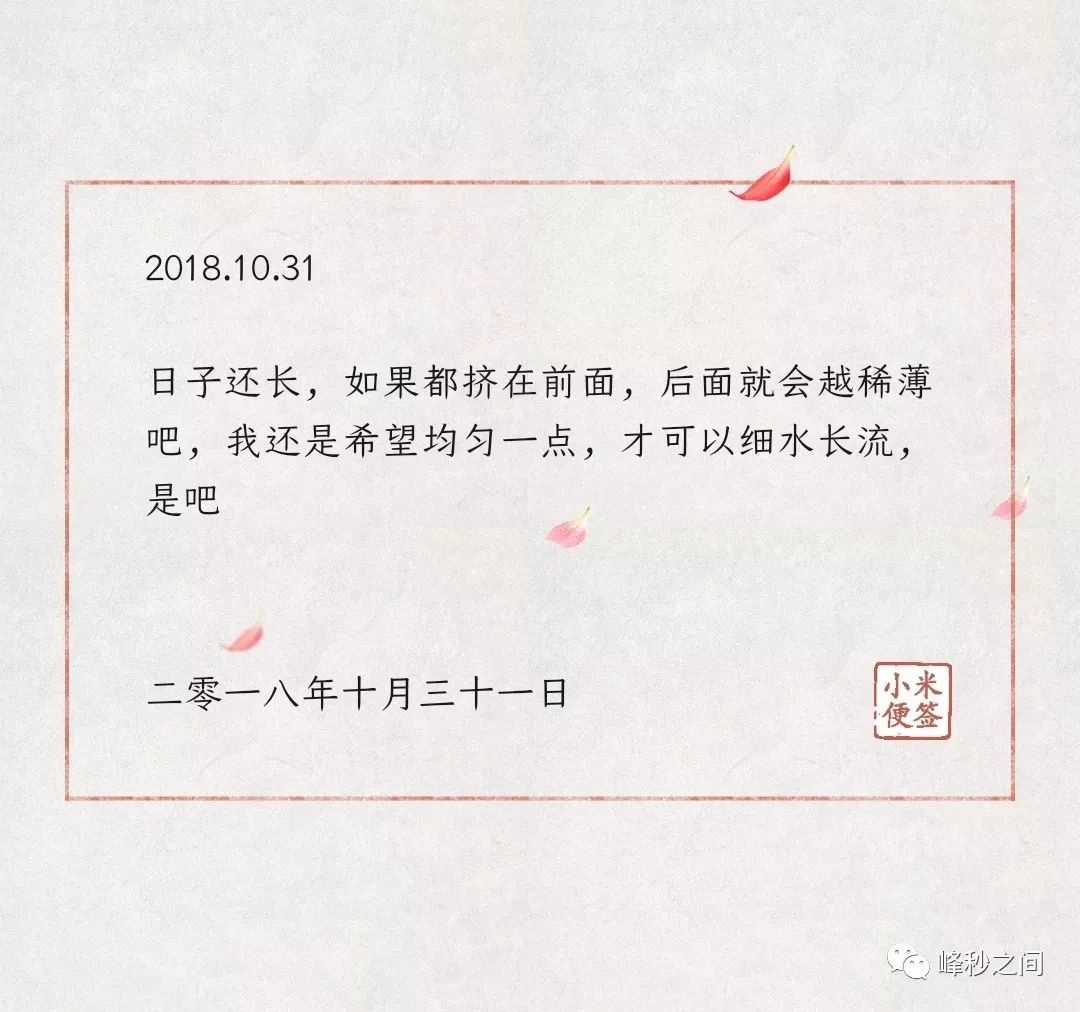 2018.10.31
日子还长，如果都挤在前面，后面就会越稀薄
吧，我还是希望均匀一点，才可以细水长流，
是吧
二零一八年十月三十一日
小米
便签
峰秒之间